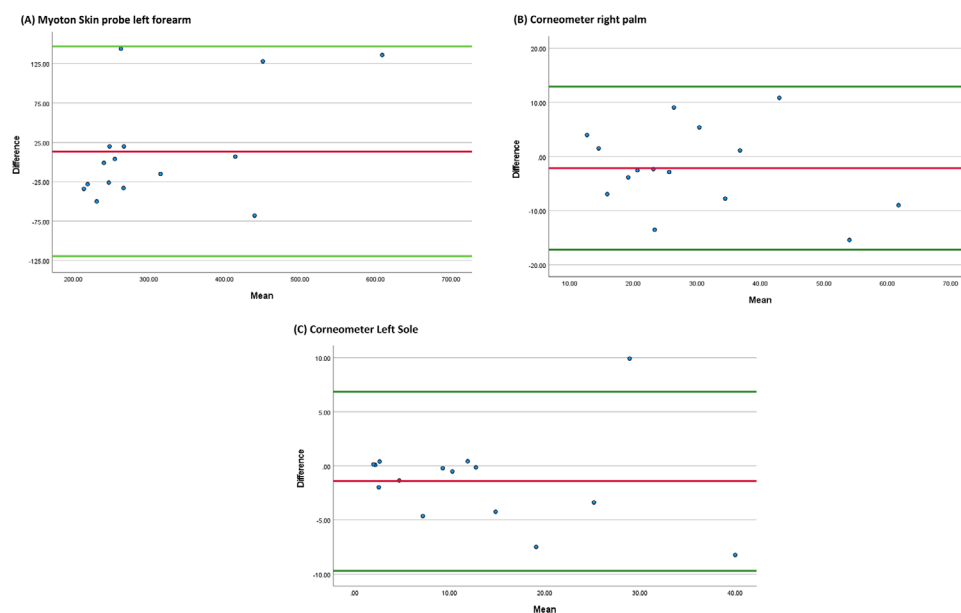 (A) Myoton Skin probe left forearm
125.00
75.00
25.00
-25.00
-75.00
-125.00
Difference
200.00 300.00 400.00 500.00 600.00 700.00
Mean
(B) Corneometer right palm
20.00
10.00
.00
-10.00
-20.00
Difference
10.00 20.00 30.00 40.00 50.00 60.00 70.00
Mean
(C) Corneometer Left Sole
10.00
5.00
.00
-5.00
-10.00
Difference
.00 10.00 20.00 30.00 40.00
Mean